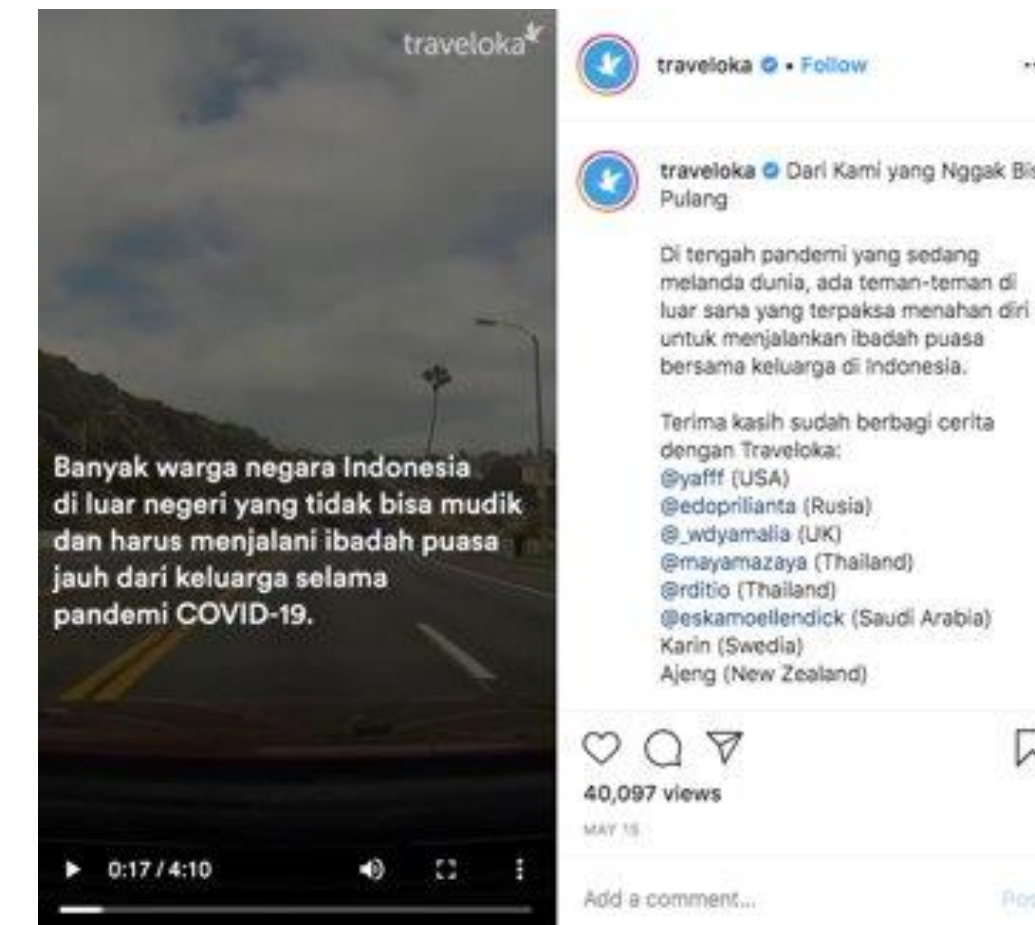 traveloka
Banyak warga negara Indonesia
di luar negeri yang tidak bisa mudik
dan harus menjalani ibadah puasa
jauh dari keluarga selama
pandemi COVID-19.
0:17 / 4:10
traveloka • Follow
traveloka Dari Kami yang Nggak
Pulang
Di tengah pandemi yang sedang
melanda dunia, ada teman-teman di
luar sana yang terpaksa menahan diri
untuk menjalankan ibadah puasa
bersama keluarga di Indonesia.
Terima kasih sudah berbagi cerita
dengan Traveloka:
@yafff (USA)
@edoprilianta (Rusia)
@_wdyamalia (UK)
@mayamazaya (Thailand)
@rditio (Thailand)
@eskamoellendick (Saudi Arabia)
Karin (Swedia)
Ajeng (New Zealand)
40,097 views
MAY 15
Add a comment...